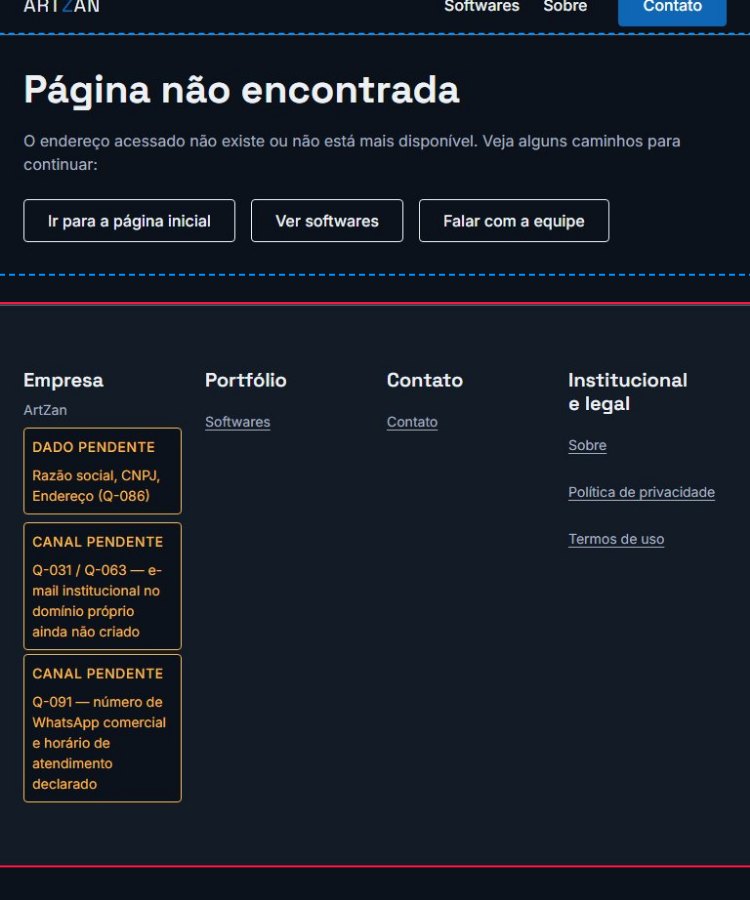 ARTZAN
Softwares
Sobre
Contato
Página não encontrada
O endereço acessado não existe ou não está mais disponível. Veja alguns caminhos para
continuar:
Ir para a página inicial
Ver softwares
Falar com a equipe
Empresa
ArtZan
DADO PENDENTE
Razão social, CNPJ,
Endereço (Q-086)
CANAL PENDENTE
Q-031 / Q-063 — e-
mail institucional no
domínio próprio
ainda não criado
CANAL PENDENTE
Q-091 — número de
WhatsApp comercial
e horário de
atendimento
declarado
Portfólio
Softwares
Contato
Contato
Institucional
e legal
Sobre
Política de privacidade
Termos de uso